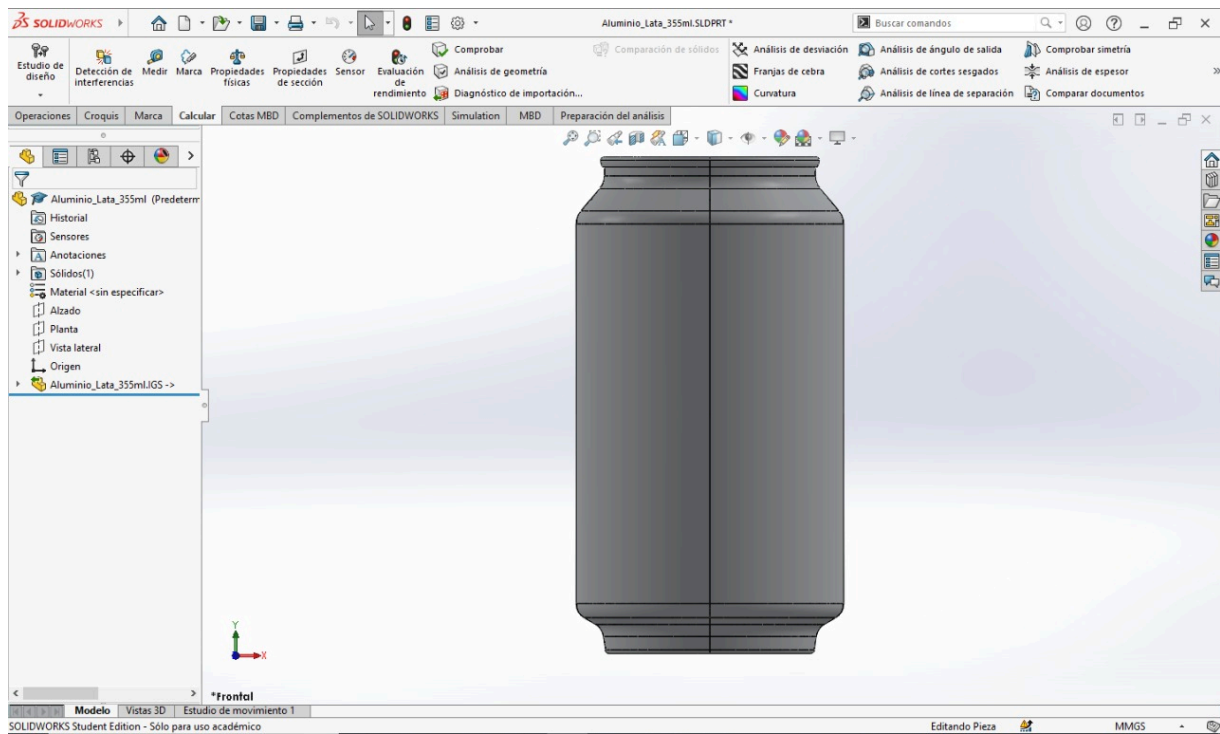 SOLIDWORKS
Aluminio_Lata_355ml.SLDPRT *
Buscar comandos
Estudio de diseño
Detección de interferencias
Medir
Marca
Propiedades físicas
Propiedades de sección
Sensor
Evaluación de rendimiento
Comprobar
Análisis de geometría
Diagnóstico de importación...
Comparación de sólidos
Análisis de desviación
Franjas de cebra
Curvatura
Análisis de ángulo de salida
Análisis de cortes sesgados
Análisis de línea de separación
Comprobar simetría
Análisis de espesor
Comparar documentos
Operaciones Croquis Marca Calcular Cotas MBD Complementos de SOLIDWORKS Simulation MBD Preparación del análisis
Aluminio_Lata_355ml (Predeterm
Historial
Sensores
Anotaciones
Sólidos(1)
Material <sin especificar>
Alzado
Planta
Vista lateral
Origen
Aluminio_Lata_355ml.IGS ->
Y
X
*Frontal
Modelo Vistas 3D Estudio de movimiento 1
SOLIDWORKS Student Edition - Sólo para uso académico
Editando Pieza
MMGS